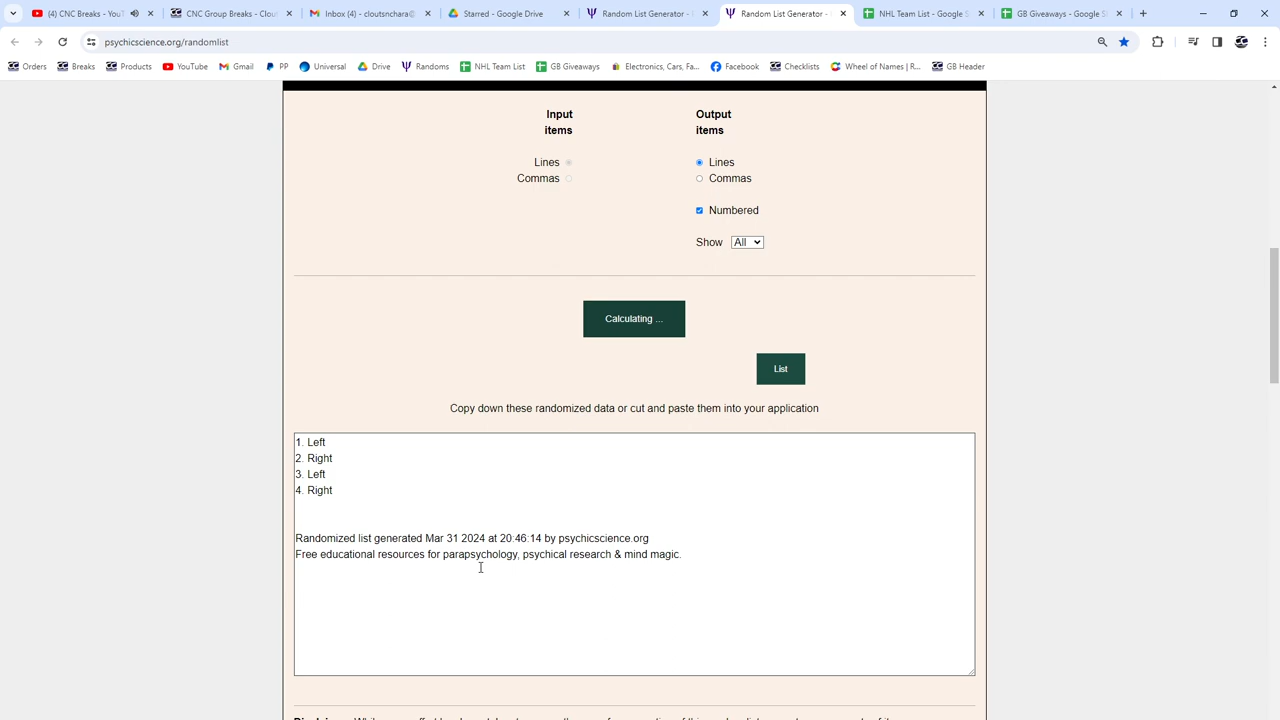 (4) CNC Breaks - YouT
CNC Group Breaks - Clou
Inbox (4) - cloutsnchara@
Starred - Google Drive
Random List Generator -
Random List Generator -
NHL Team List - Google S
GB Giveaways - Google Sh
psychicscience.org/randomlist
Orders
Breaks
Products
YouTube
Gmail
PP
Universal
Drive
Randoms
NHL Team List
GB Giveaways
Electronics, Cars, Fa...
Facebook
Checklists
Wheel of Names | R...
GB Header
Input
items
Output
items
Lines
Lines
Commas
Commas
Numbered
Show All
Calculating ...
List
Copy down these randomized data or cut and paste them into your application
1. Left
2. Right
3. Left
4. Right
Randomized list generated Mar 31 2024 at 20:46:14 by psychicscience.org
Free educational resources for parapsychology, psychical research & mind magic.